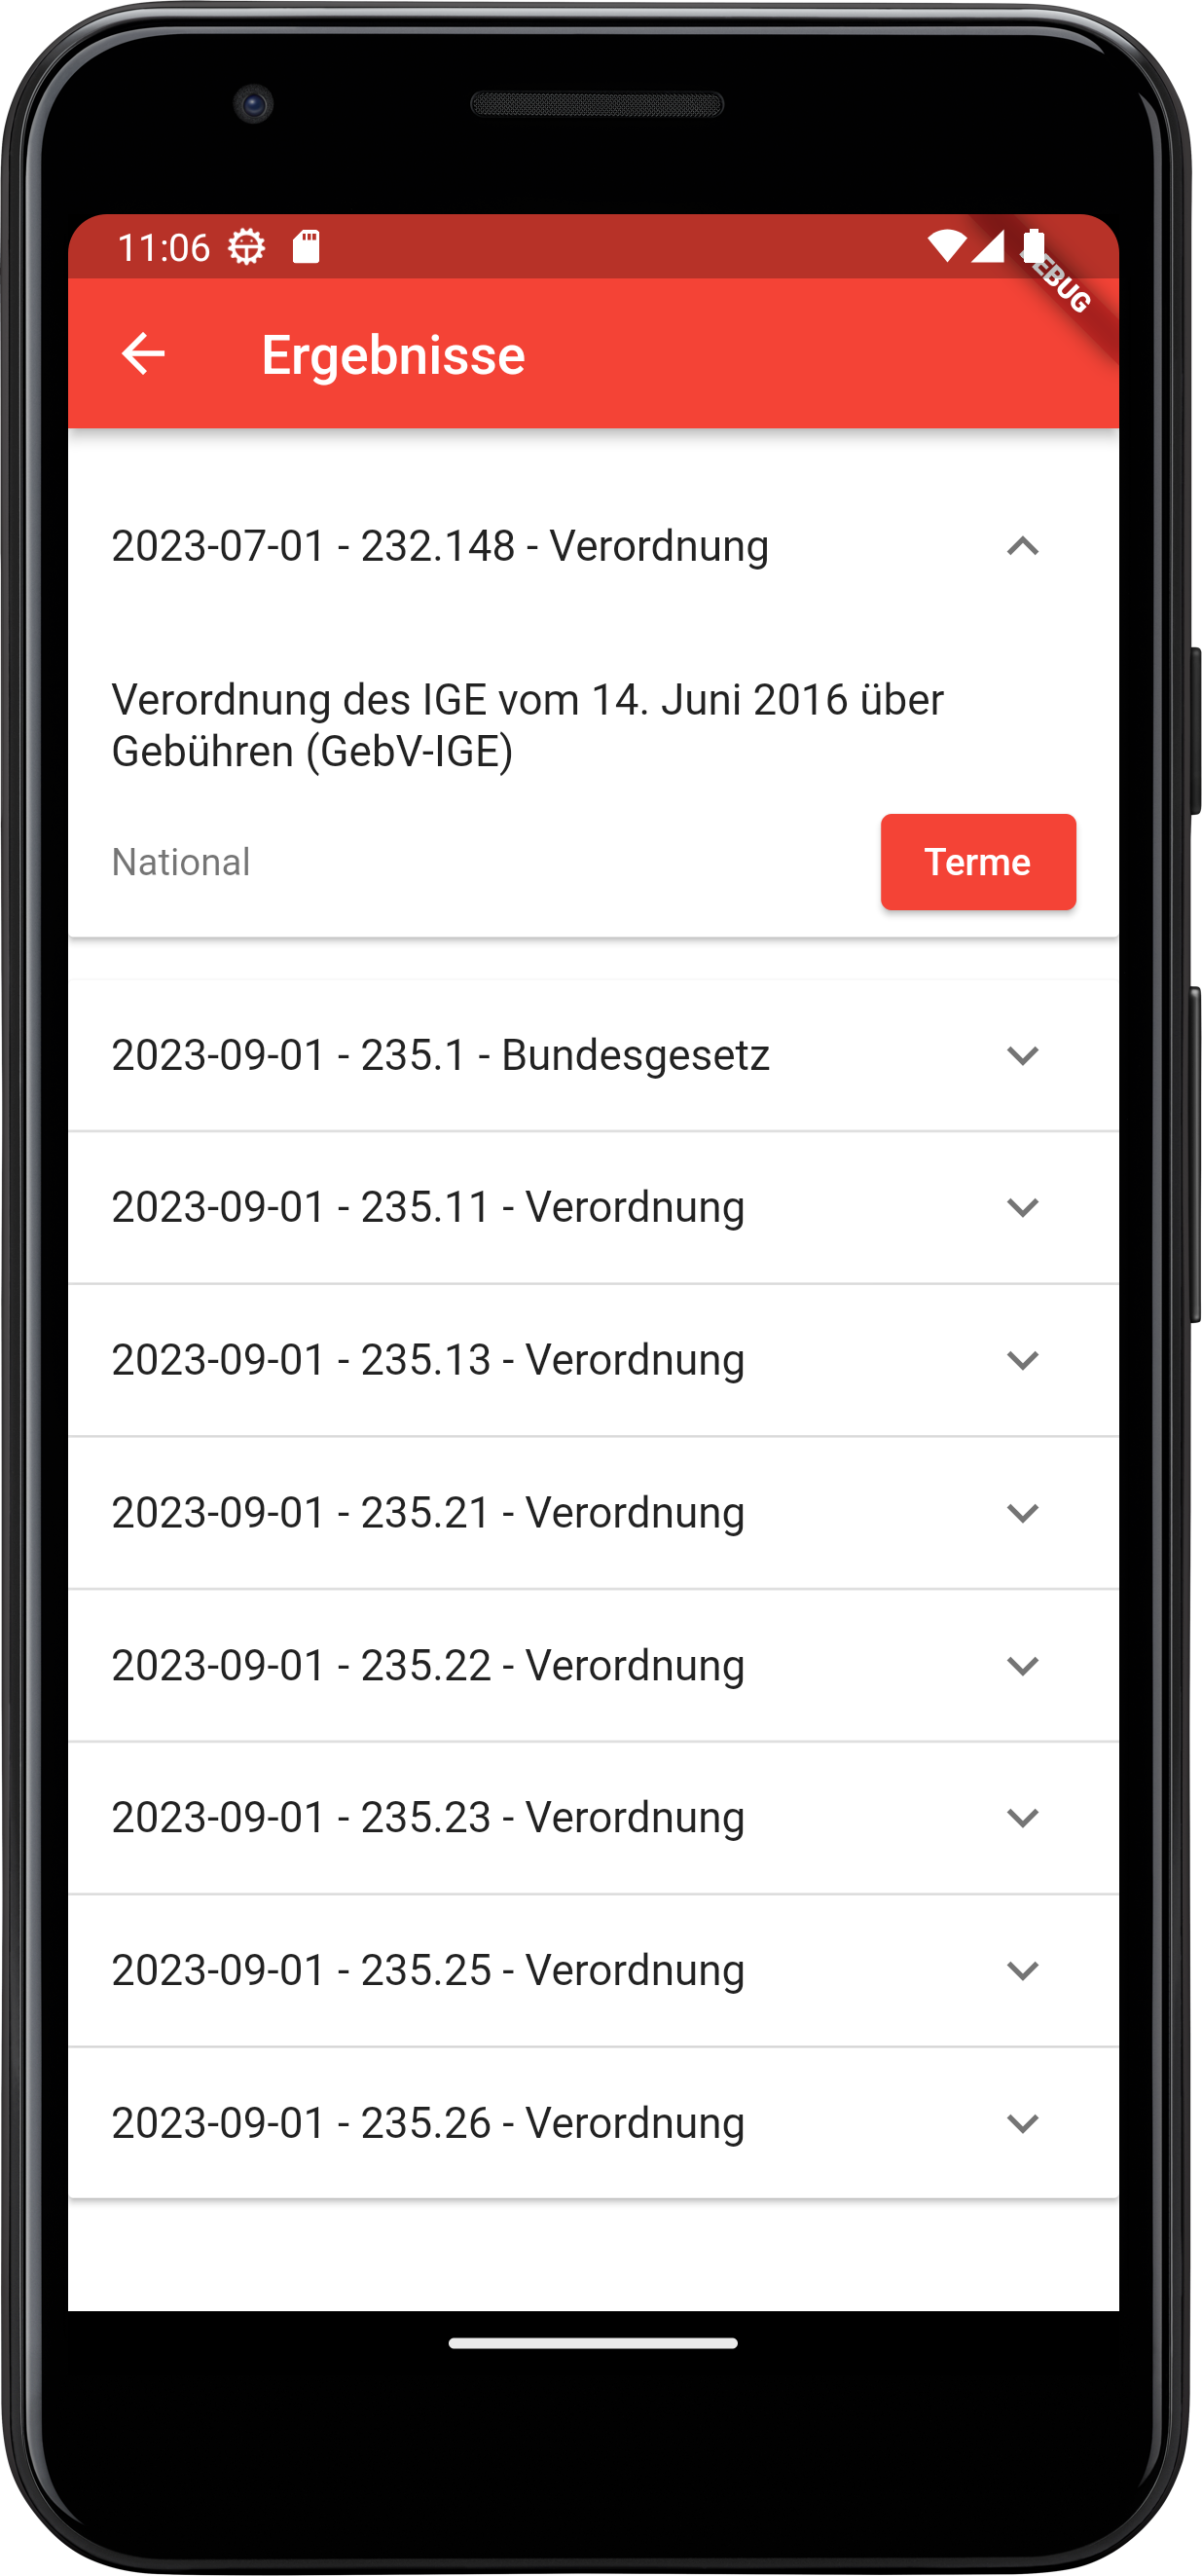 11:06
DEBUG
Ergebnisse
2023-07-01 - 232.148 - Verordnung
Verordnung des IGE vom 14. Juni 2016 über
Gebühren (GebV-IGE)
National
Terme
2023-09-01 - 235.1 - Bundesgesetz
2023-09-01 - 235.11 - Verordnung
2023-09-01 - 235.13 - Verordnung
2023-09-01 - 235.21 - Verordnung
2023-09-01 - 235.22 - Verordnung
2023-09-01 - 235.23 - Verordnung
2023-09-01 - 235.25 - Verordnung
2023-09-01 - 235.26 - Verordnung